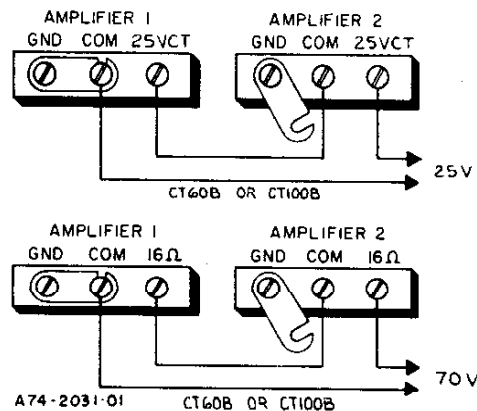 AMPLIFIER 1 AMPLIFIER 2
GND COM 25VCT GND COM 25VCT
25V
CT60B OR CT100B
AMPLIFIER 1 AMPLIFIER 2
GND COM 16Ω GND COM 16Ω
70V
A74-2031-01 CT60B OR CT100B